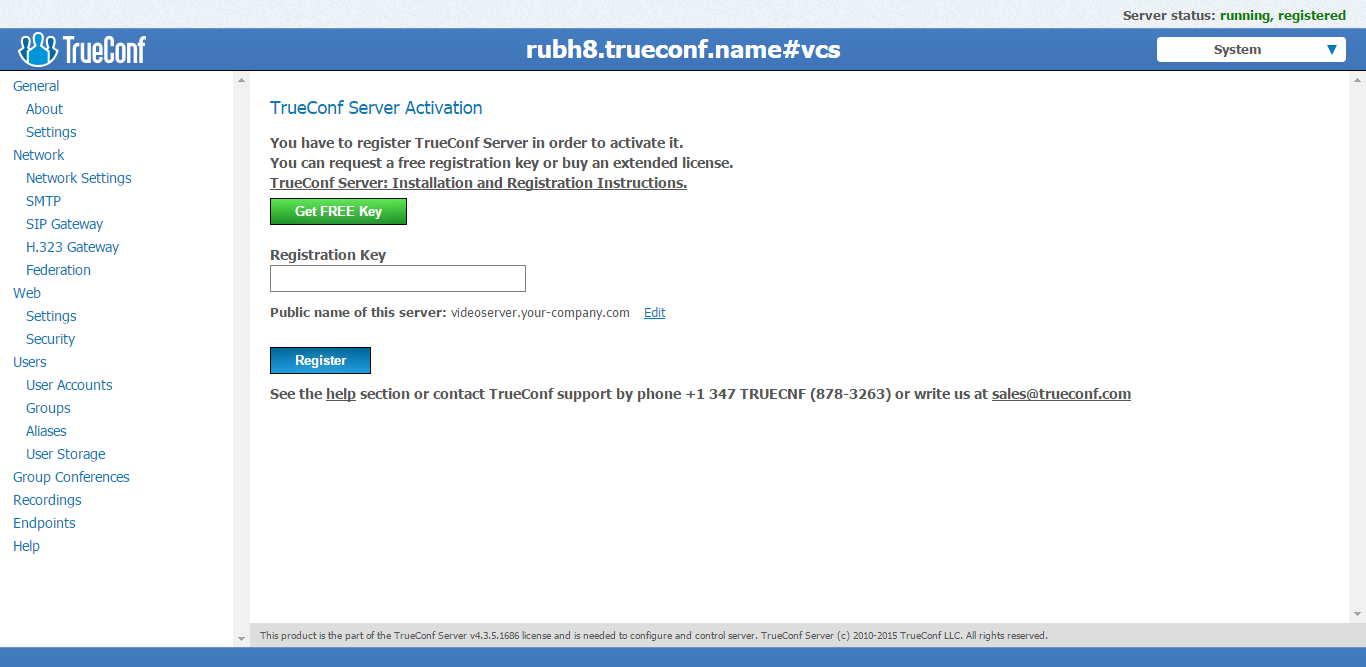 Server status: running, registered
TrueConf
rubh8.trueconf.name#vcs
System
General
About
Settings
Network
Network Settings
SMTP
SIP Gateway
H.323 Gateway
Federation
Web
Settings
Security
Users
User Accounts
Groups
Aliases
User Storage
Group Conferences
Recordings
Endpoints
Help
TrueConf Server Activation
You have to register TrueConf Server in order to activate it.
You can request a free registration key or buy an extended license.
TrueConf Server: Installation and Registration Instructions.
Get FREE Key
Registration Key
Public name of this server: videoserver.your-company.com Edit
Register
See the help section or contact TrueConf support by phone +1 347 TRUECNF (878-3263) or write us at sales@trueconf.com
This product is the part of the TrueConf Server v4.3.5.1686 license and is needed to configure and control server. TrueConf Server (c) 2010-2015 TrueConf LLC. All rights reserved.